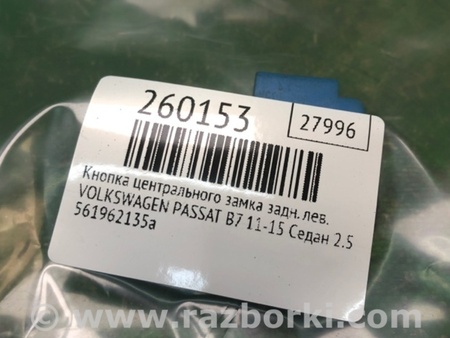 260153
27996
Кнопка центрального замка задн. лев.
VOLKSWAGEN PASSAT B7 11-15 Седан 2.5
561962135a
www.razborki.com